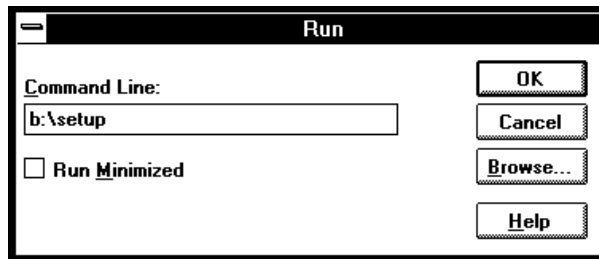 Run
Command Line:
b:\setup
Run Minimized
OK
Cancel
Browse...
Help